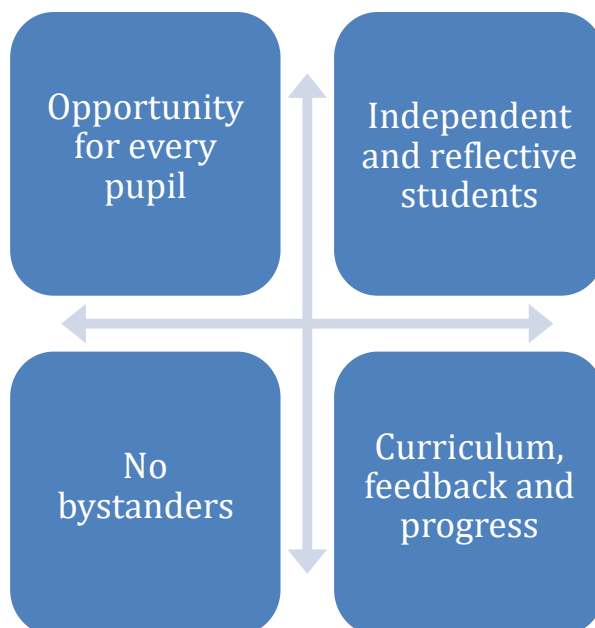 Opportunity
for every
pupil
Independent
and reflective
students
No
bystanders
Curriculum,
feedback and
progress